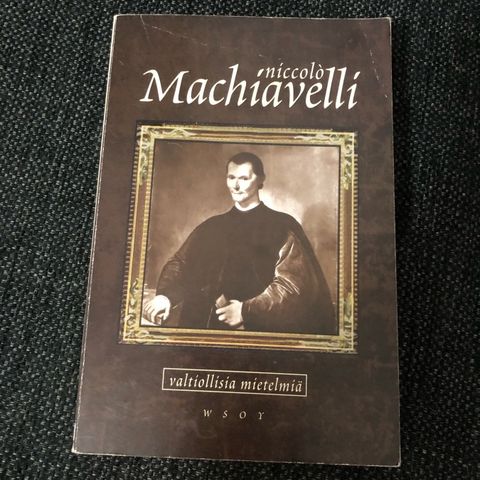 niccolò
Machiavelli
valtiollisia mietelmiä
WSOY